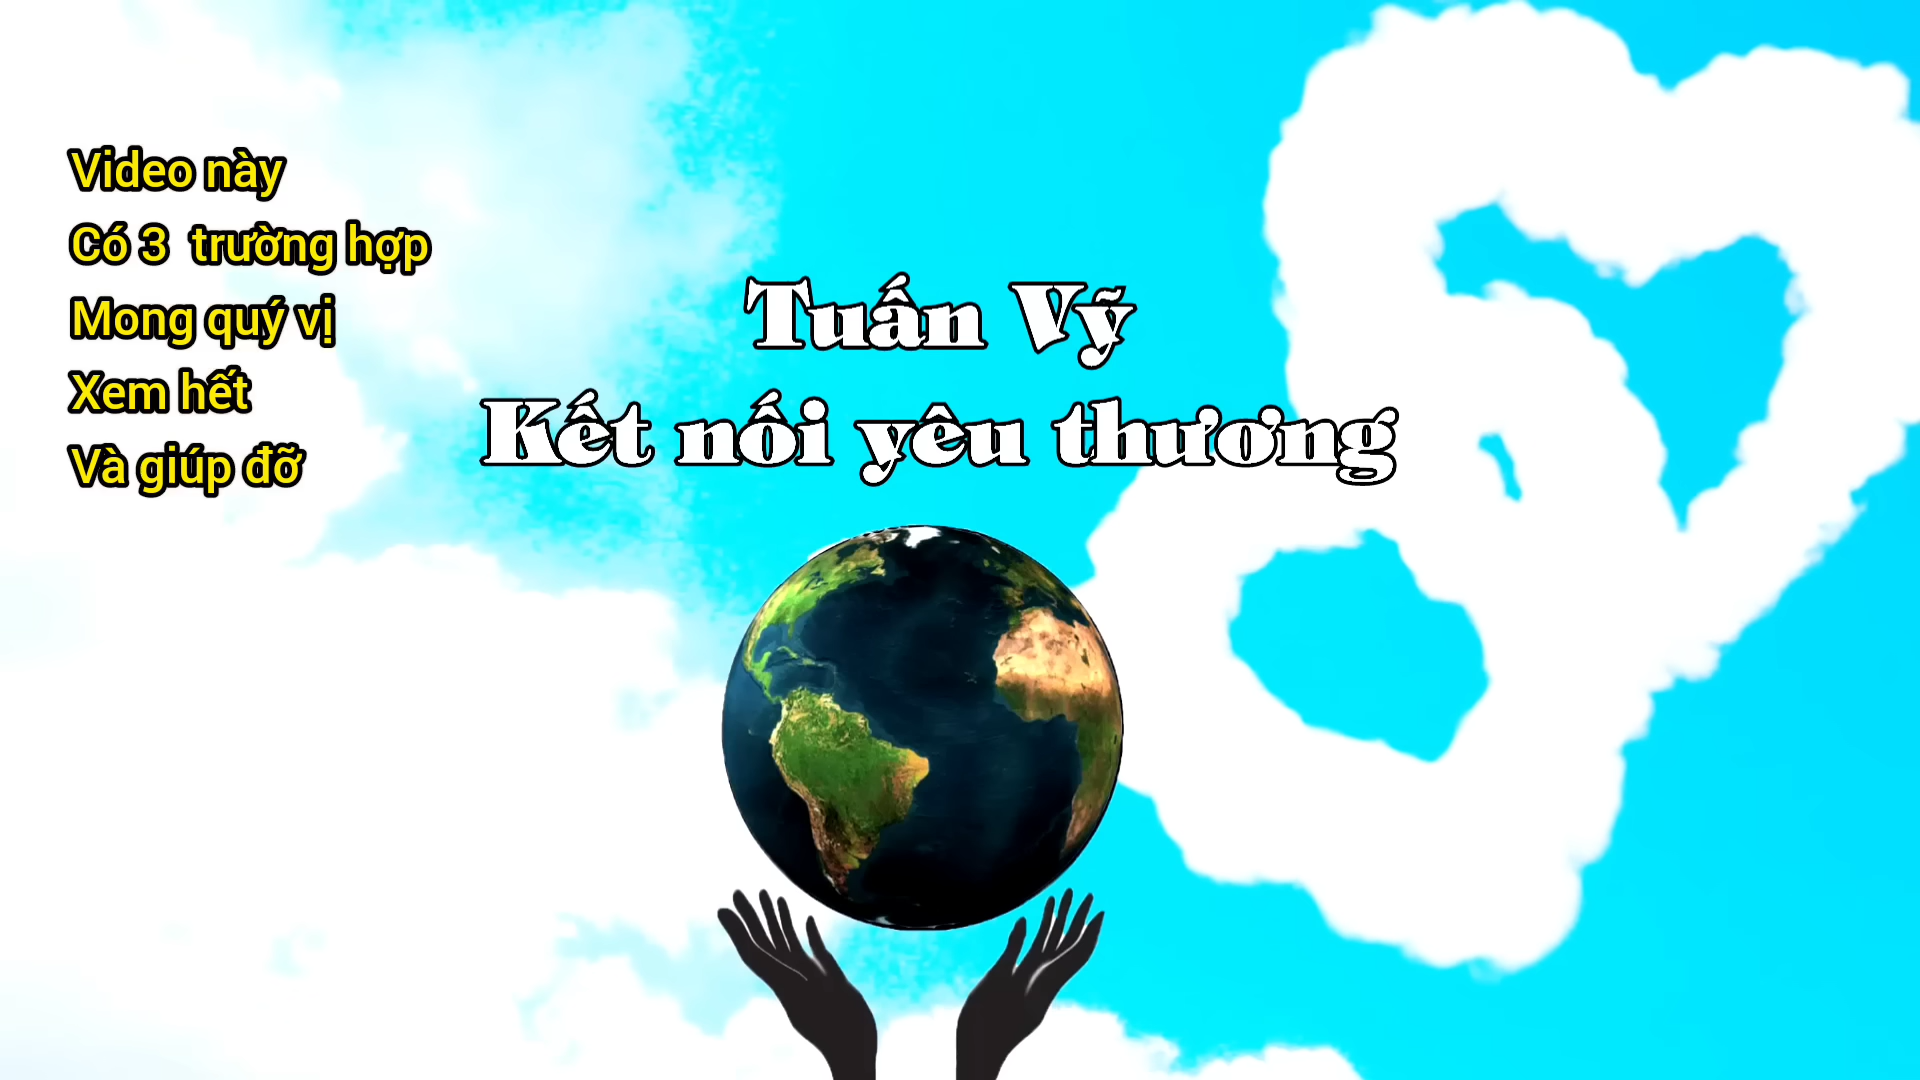 Video này
Có 3 trường hợp
Mong quý vị
Xem hết
Và giúp đỡ
Tuấn Vỹ
Kết nối yêu thương